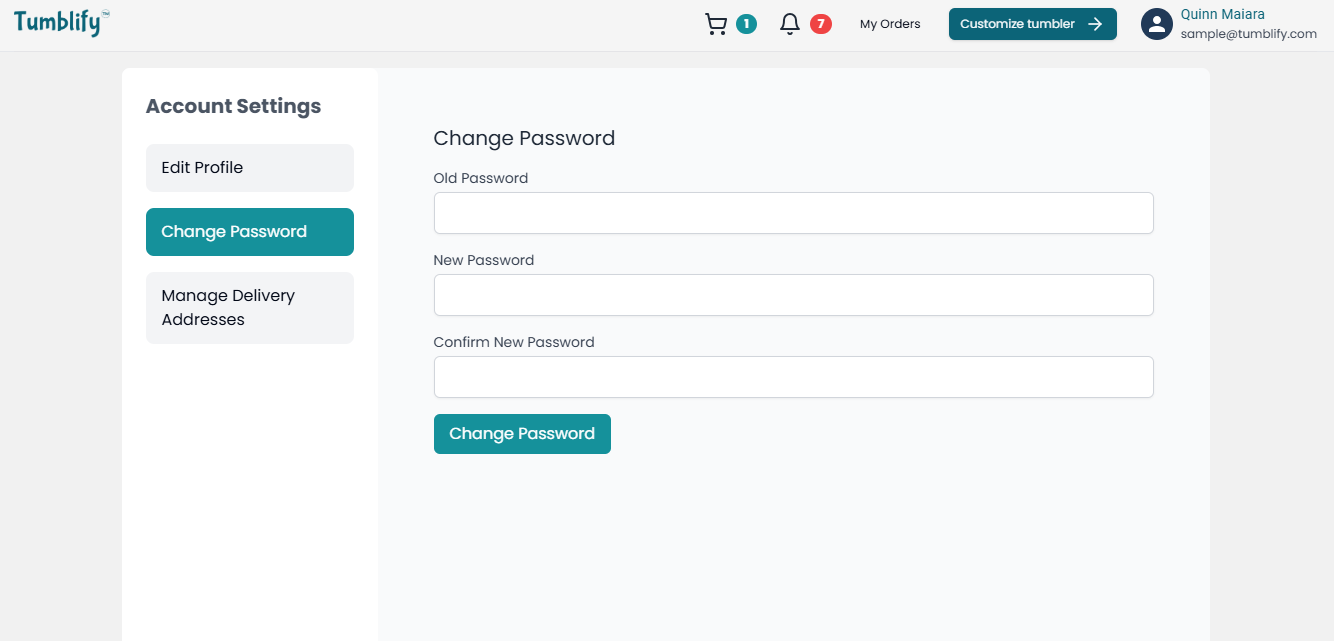 Tumblify™
1
7
My Orders
Customize tumbler
Quinn Maiara
sample@tumblify.com
Account Settings
Edit Profile
Change Password
Manage Delivery
Addresses
Change Password
Old Password
New Password
Confirm New Password
Change Password